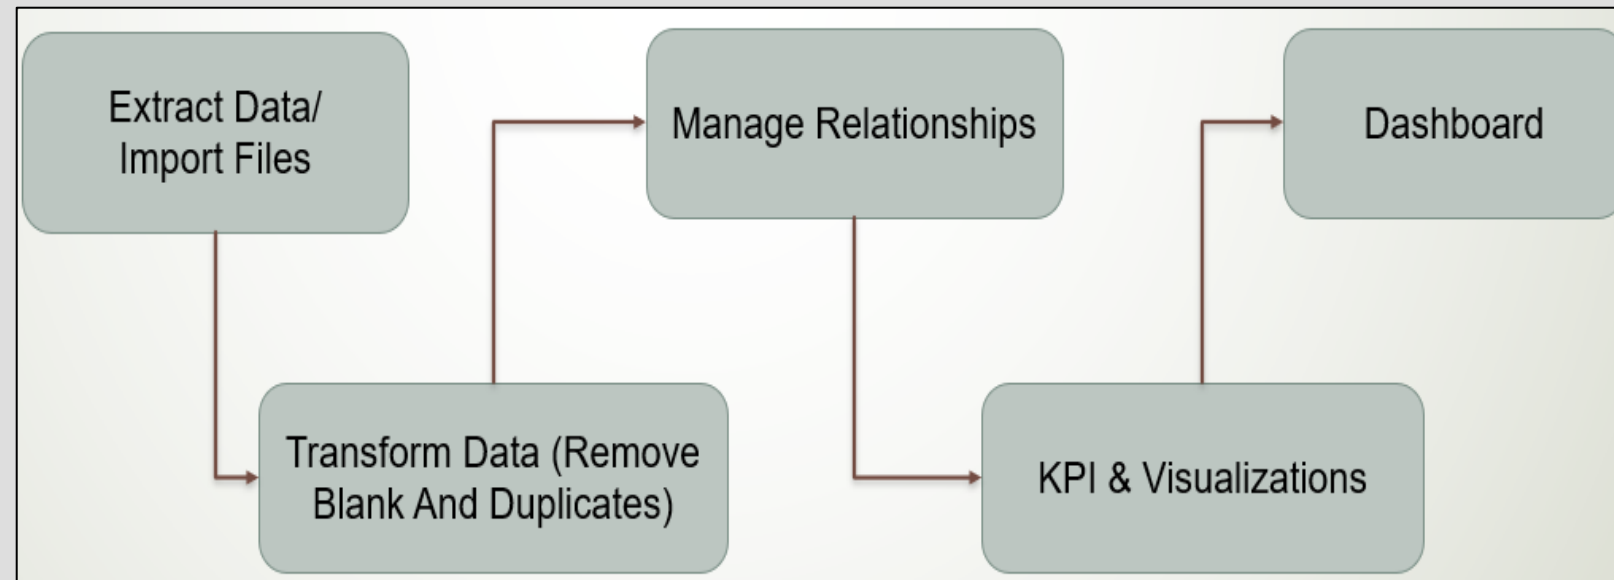 Extract Data/
Import Files
Transform Data (Remove
Blank And Duplicates)
Manage Relationships
KPI & Visualizations
Dashboard